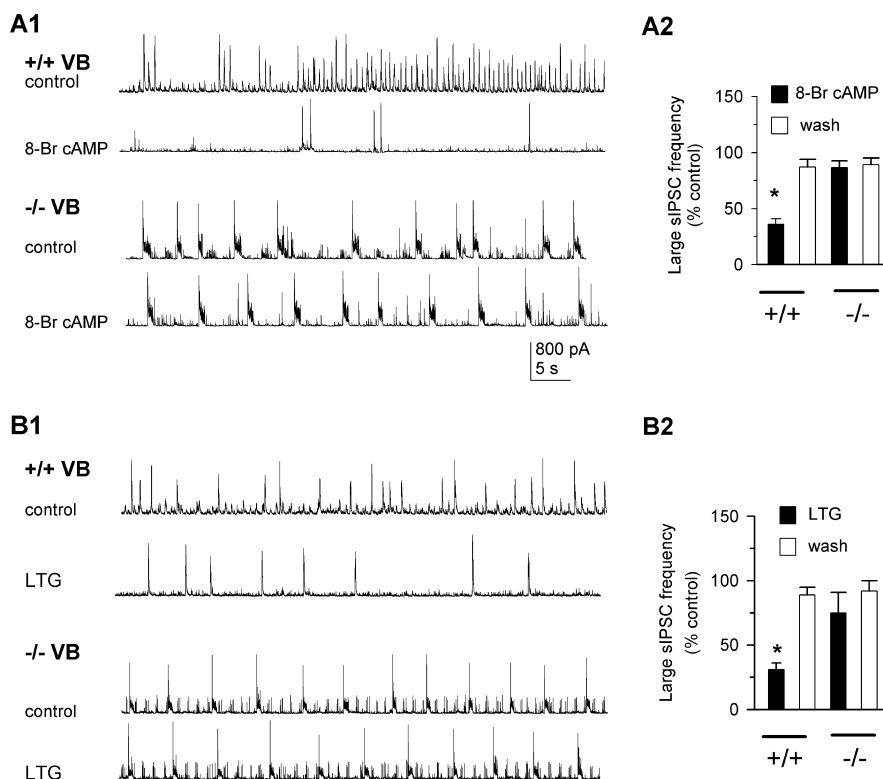 A1
+/+ VB
control
8-Br cAMP
-/- VB
control
8-Br cAMP
800 pA
5 s
A2
8-Br cAMP
wash
Large sIPSC frequency
(% control)
150
100
50
0
*
+/+
-/-
B1
+/+ VB
control
LTG
-/- VB
control
LTG
B2
LTG
wash
Large sIPSC frequency
(% control)
150
100
50
0
*
+/+
-/-